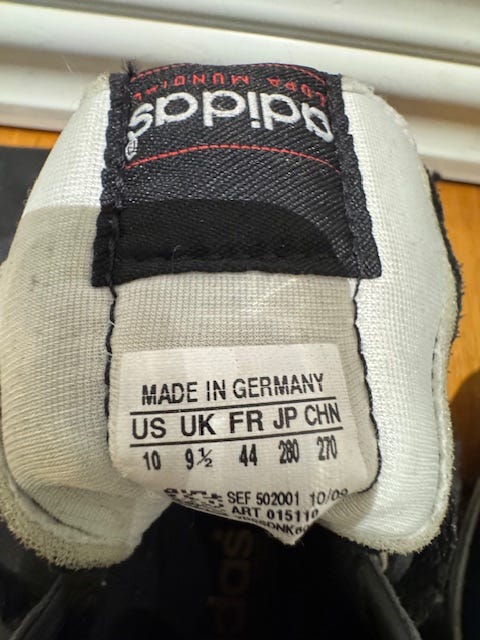 adidas
COPA MUNDIAL
MADE IN GERMANY
US UK FR JP CHN
10 9½ 44 280 270
SEF 502001 10/09
ART 015110
adidas